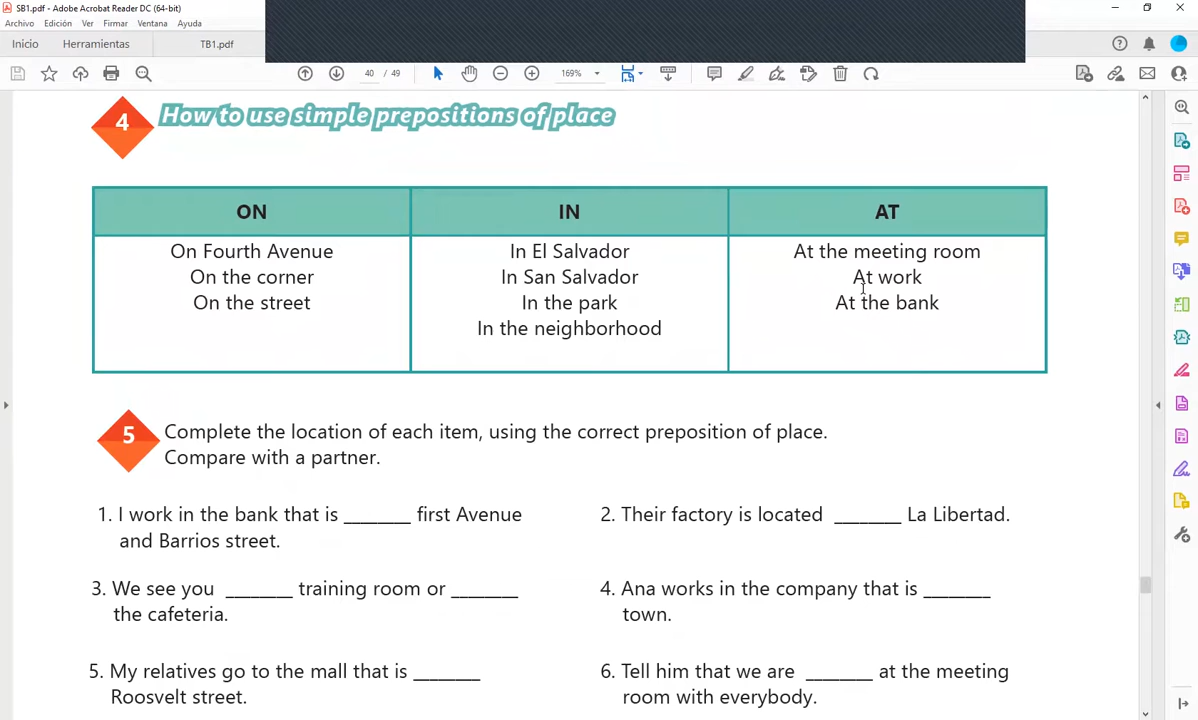 SB1.pdf - Adobe Acrobat Reader DC (64-bit)
Archivo Edición Ver Firmar Ventana Ayuda
Inicio Herramientas TB1.pdf
40 / 49 169%
4 How to use simple prepositions of place
ON IN AT
On Fourth Avenue
On the corner
On the street
In El Salvador
In San Salvador
In the park
In the neighborhood
At the meeting room
At work
At the bank
5 Complete the location of each item, using the correct preposition of place.
Compare with a partner.
1. I work in the bank that is _______ first Avenue
and Barrios street.
2. Their factory is located _______ La Libertad.
3. We see you _______ training room or _______
the cafeteria.
4. Ana works in the company that is _______
town.
5. My relatives go to the mall that is _______
Roosvelt street.
6. Tell him that we are _______ at the meeting
room with everybody.